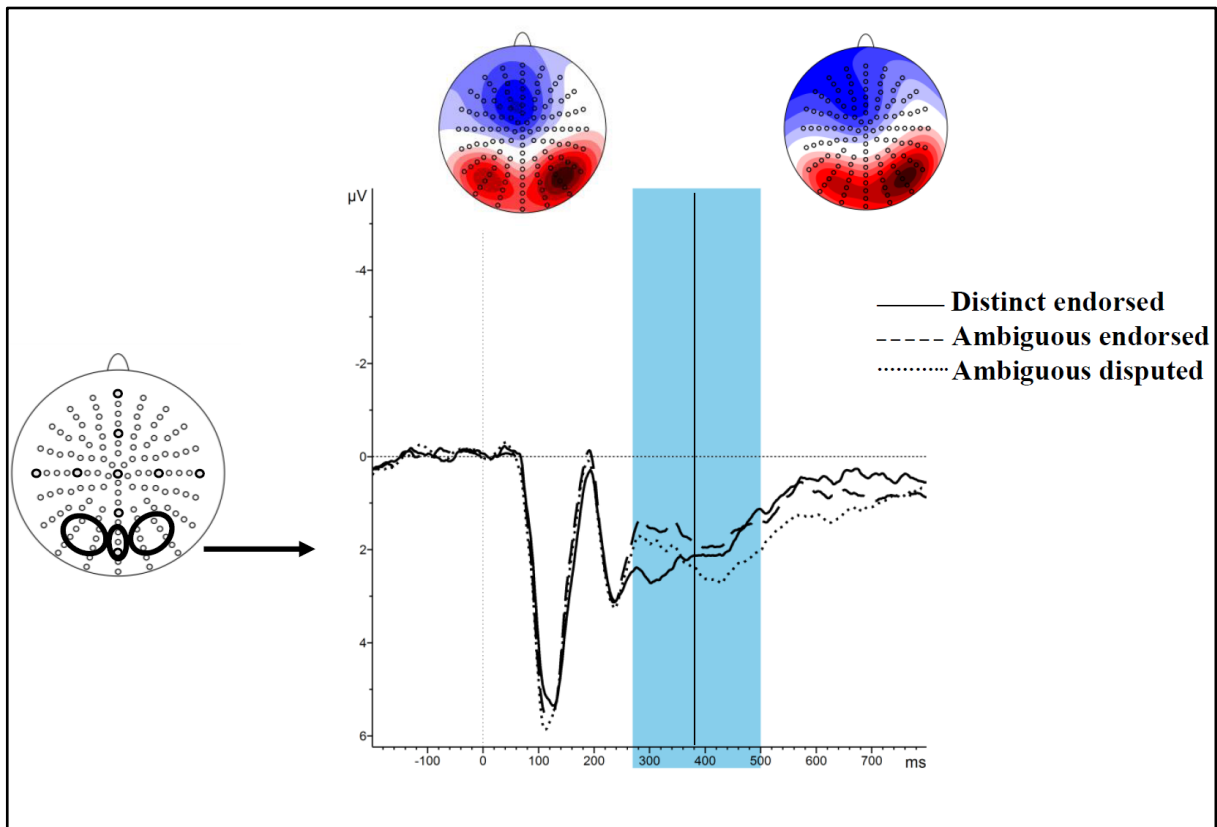 µV
-4
-2
0
2
4
6
-100 0 100 200 300 400 500 600 700 ms
Distinct endorsed
Ambiguous endorsed
Ambiguous disputed